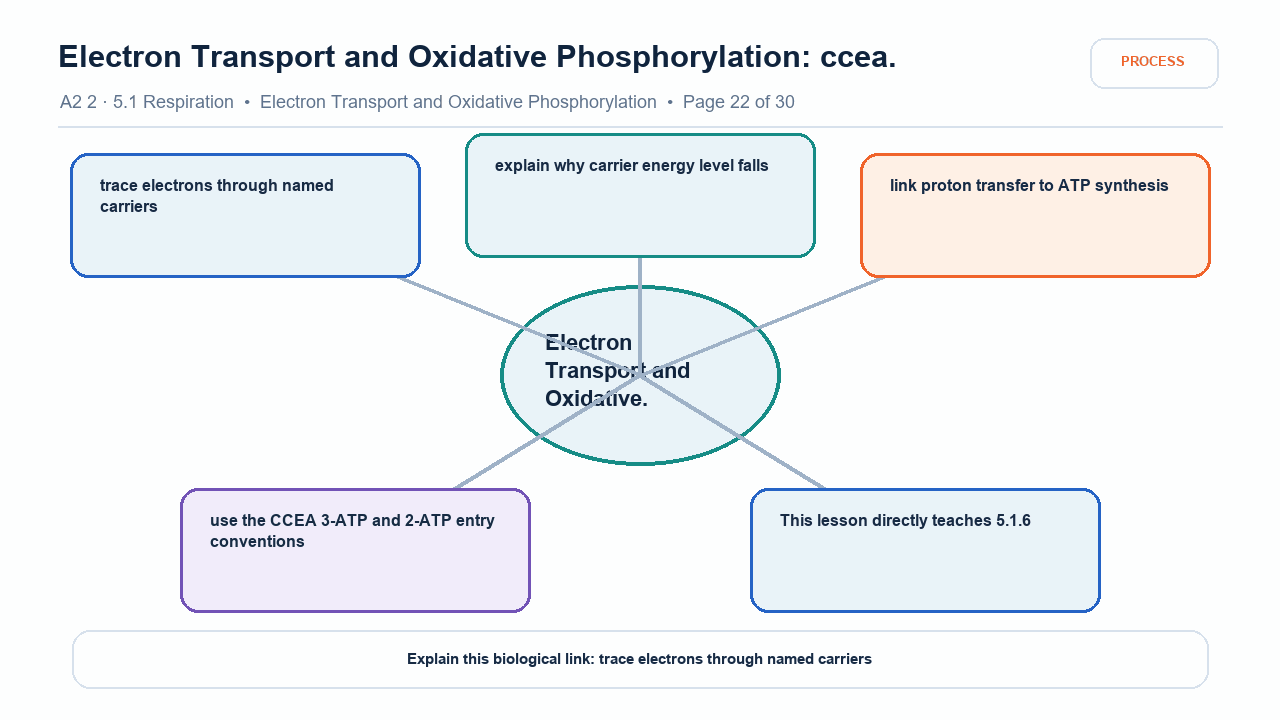 Electron Transport and Oxidative Phosphorylation: ccea.
PROCESS
A2 2 · 5.1 Respiration • Electron Transport and Oxidative Phosphorylation • Page 22 of 30
trace electrons through named
carriers
explain why carrier energy level falls
link proton transfer to ATP synthesis
Electron
Transport and
Oxidative.
use the CCEA 3-ATP and 2-ATP entry
conventions
This lesson directly teaches 5.1.6
Explain this biological link: trace electrons through named carriers